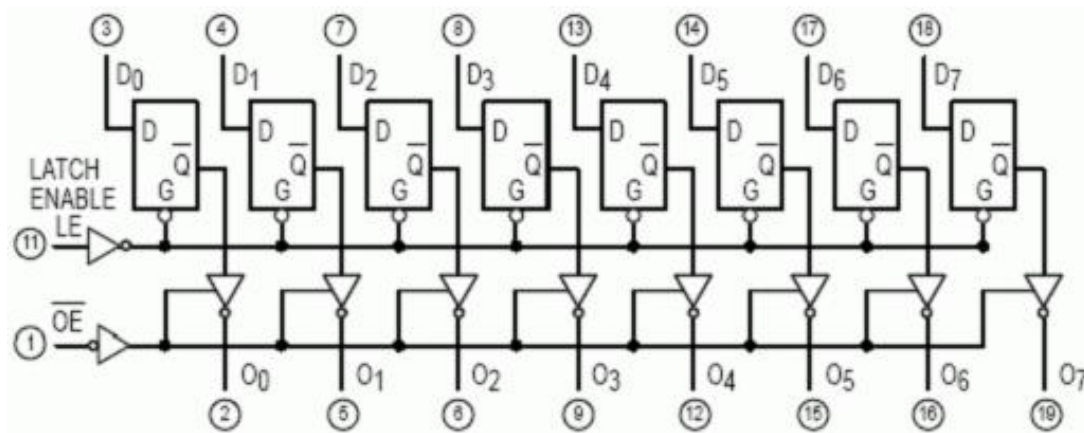 3 4 7 8 13 14 17 18
D0 D1 D2 D3 D4 D5 D6 D7
D D D D D D D D
Q̅ Q̅ Q̅ Q̅ Q̅ Q̅ Q̅ Q̅
LATCH
ENABLE
G G G G G G G G
LE
11
O̅E̅
1
O0 O1 O2 O3 O4 O5 O6 O7
2 5 6 9 12 15 16 19